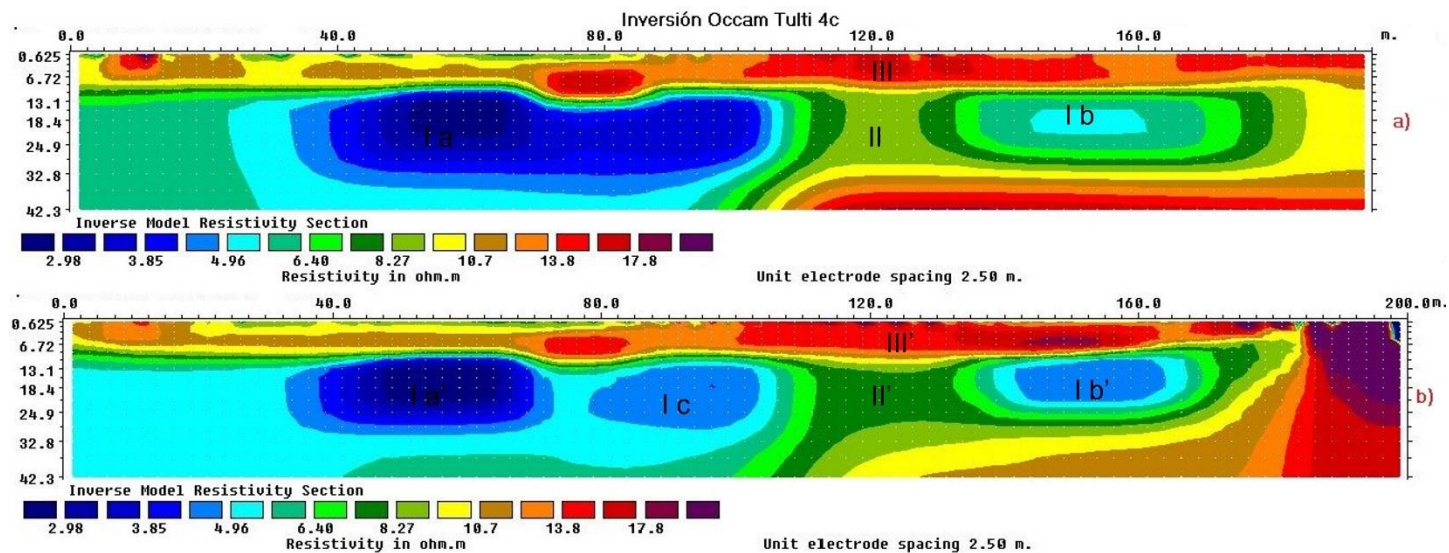 Inversión Occam Tulti 4c
0.0 40.0 80.0 120.0 160.0 m.
0.625
6.72
13.1
18.4
24.9
32.8
42.3
III
I a
II
I b
a)
Inverse Model Resistivity Section
2.98 3.85 4.96 6.40 8.27 10.7 13.8 17.8
Resistivity in ohm.m Unit electrode spacing 2.50 m.
0.0 40.0 80.0 120.0 160.0 200.0m.
0.625
6.72
13.1
18.4
24.9
32.8
42.3
III'
I a'
I c
II'
I b'
b)
Inverse Model Resistivity Section
2.98 3.85 4.96 6.40 8.27 10.7 13.8 17.8
Resistivity in ohm.m Unit electrode spacing 2.50 m.